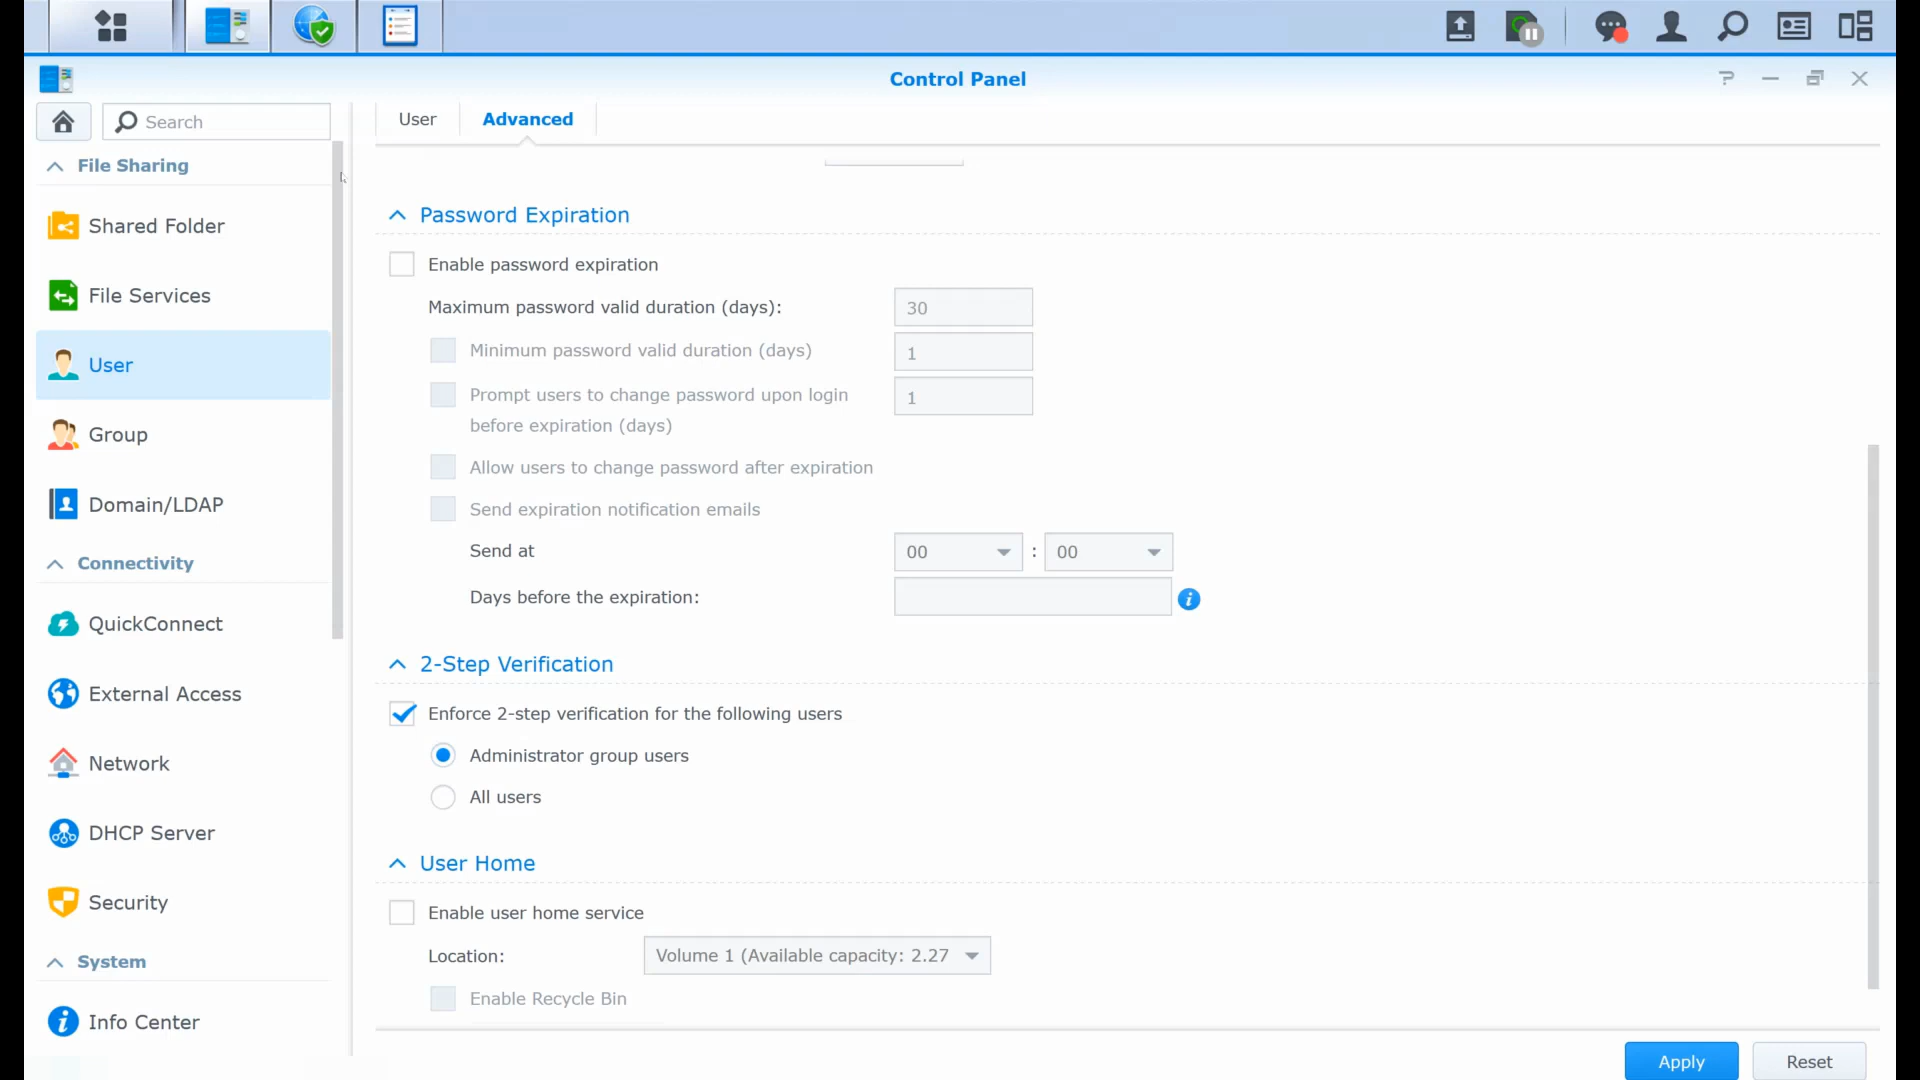 Control Panel
Search
User
Advanced
File Sharing
Shared Folder
File Services
User
Group
Domain/LDAP
Connectivity
QuickConnect
External Access
Network
DHCP Server
Security
System
Info Center
Password Expiration
Enable password expiration
Maximum password valid duration (days):
30
Minimum password valid duration (days)
1
Prompt users to change password upon login
before expiration (days)
1
Allow users to change password after expiration
Send expiration notification emails
Send at
00 : 00
Days before the expiration:
2-Step Verification
Enforce 2-step verification for the following users
Administrator group users
All users
User Home
Enable user home service
Location:
Volume 1 (Available capacity: 2.27
Enable Recycle Bin
Apply
Reset